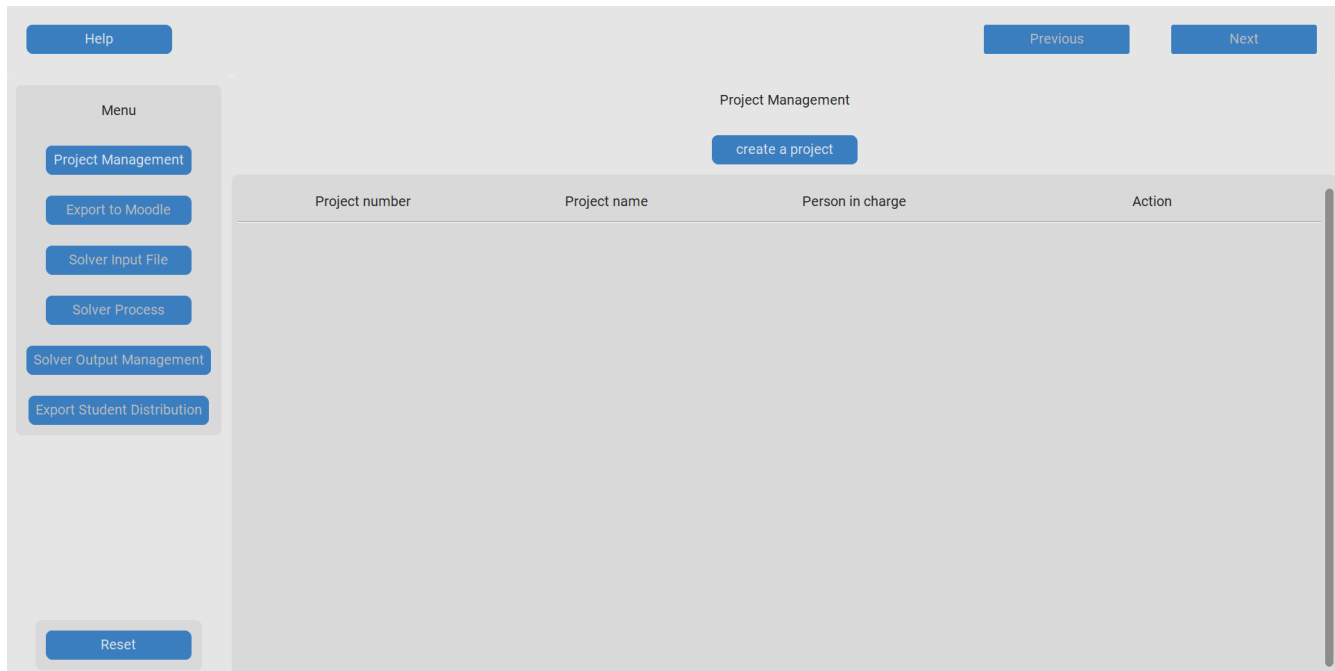 Help
Previous
Next
Menu
Project Management
Export to Moodle
Solver Input File
Solver Process
Solver Output Management
Export Student Distribution
Reset
Project Management
create a project
Project number Project name Person in charge Action